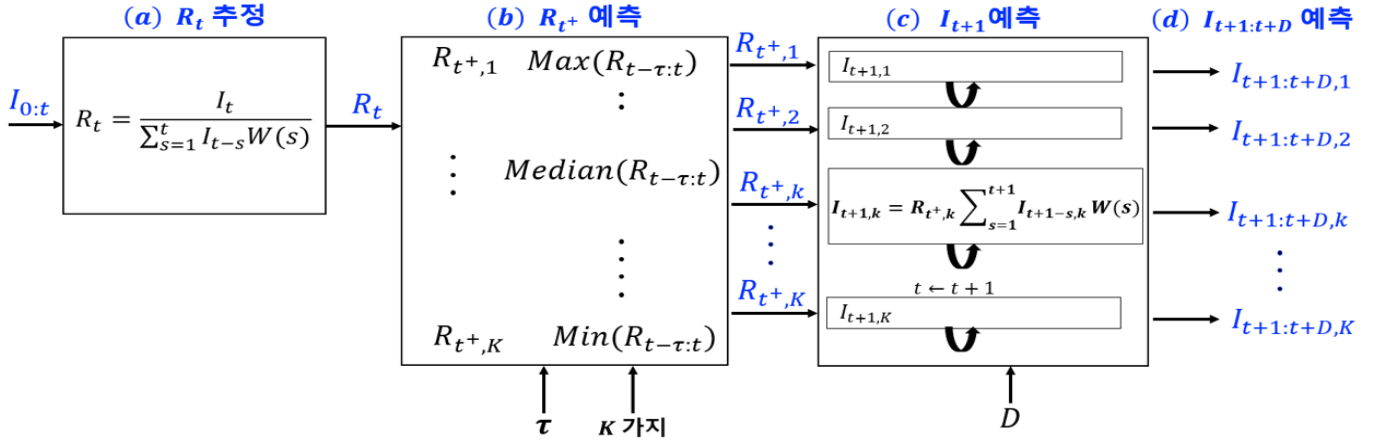 (a) R_t 추정
(b) R_{t^+} 예측
(c) I_{t+1} 예측
(d) I_{t+1:t+D} 예측
I_{0:t}
R_t = \frac{I_t}{\sum_{s=1}^{t} I_{t-s}W(s)}
R_t
R_{t^+,1} Max(R_{t-τ:t})
⋮
⋮ Median(R_{t-τ:t})
⋮
R_{t^+,K} Min(R_{t-τ:t})
τ
K 가지
R_{t^+,1}
R_{t^+,2}
R_{t^+,k}
⋮
R_{t^+,K}
I_{t+1,1}
I_{t+1,2}
I_{t+1,k} = R_{t^+,k} \sum_{s=1}^{t+1} I_{t+1-s,k} W(s)
t ← t + 1
I_{t+1,K}
D
I_{t+1:t+D,1}
I_{t+1:t+D,2}
I_{t+1:t+D,k}
⋮
I_{t+1:t+D,K}